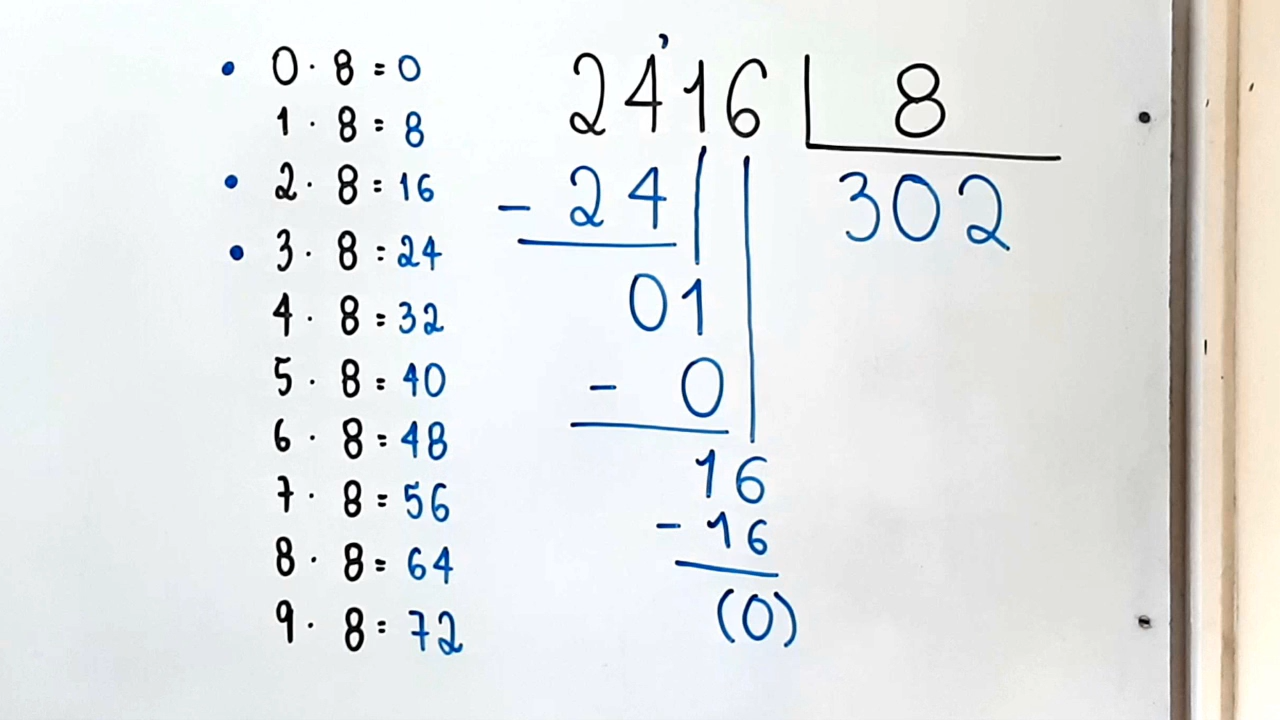 0 · 8 = 0
1 · 8 = 8
2 · 8 = 16
3 · 8 = 24
4 · 8 = 32
5 · 8 = 40
6 · 8 = 48
7 · 8 = 56
8 · 8 = 64
9 · 8 = 72
24'16 | 8
- 24 302
01
- 0
16
- 16
(0)